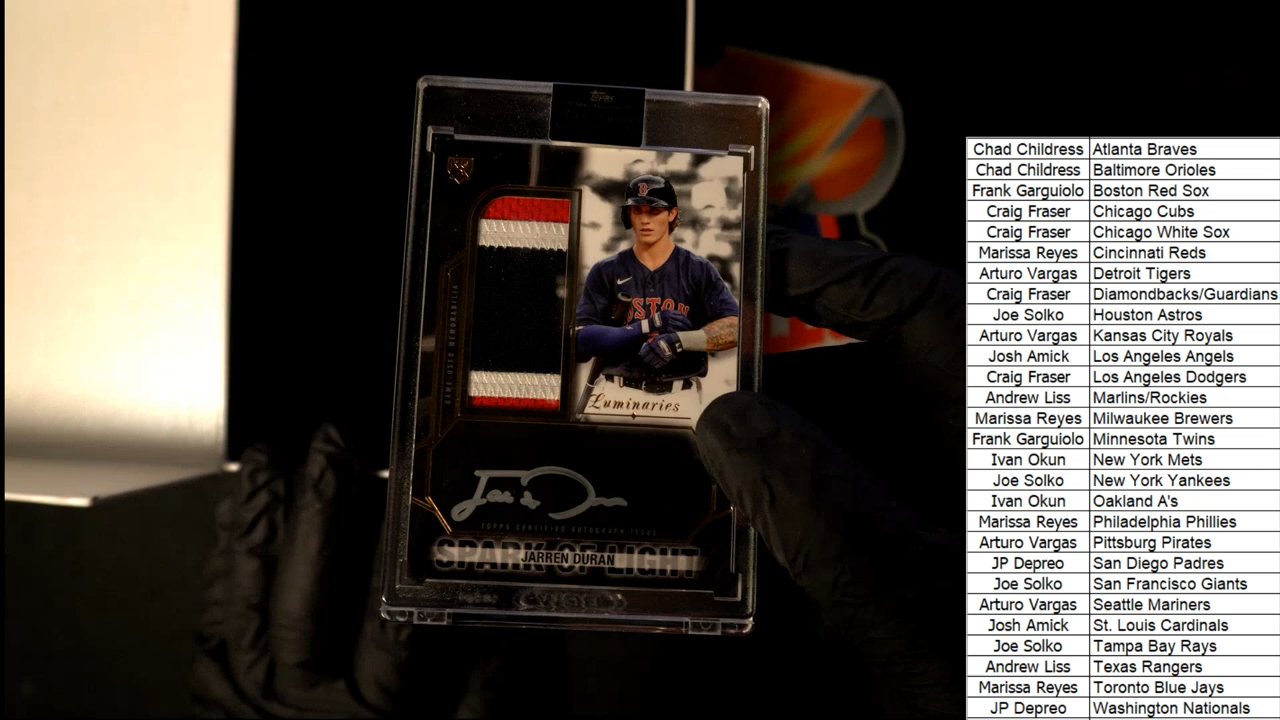 Topps
GAME-USED MEMORABILIA
B
BOSTON
Luminaries
TOPPS CERTIFIED AUTOGRAPH ISSUE
SPARK OF LIGHT
JARREN DURAN
Chad Childress Atlanta Braves
Chad Childress Baltimore Orioles
Frank Garguiolo Boston Red Sox
Craig Fraser Chicago Cubs
Craig Fraser Chicago White Sox
Marissa Reyes Cincinnati Reds
Arturo Vargas Detroit Tigers
Craig Fraser Diamondbacks/Guardians
Joe Solko Houston Astros
Arturo Vargas Kansas City Royals
Josh Amick Los Angeles Angels
Craig Fraser Los Angeles Dodgers
Andrew Liss Marlins/Rockies
Marissa Reyes Milwaukee Brewers
Frank Garguiolo Minnesota Twins
Ivan Okun New York Mets
Joe Solko New York Yankees
Ivan Okun Oakland A's
Marissa Reyes Philadelphia Phillies
Arturo Vargas Pittsburg Pirates
JP Depreo San Diego Padres
Joe Solko San Francisco Giants
Arturo Vargas Seattle Mariners
Josh Amick St. Louis Cardinals
Joe Solko Tampa Bay Rays
Andrew Liss Texas Rangers
Marissa Reyes Toronto Blue Jays
JP Depreo Washington Nationals